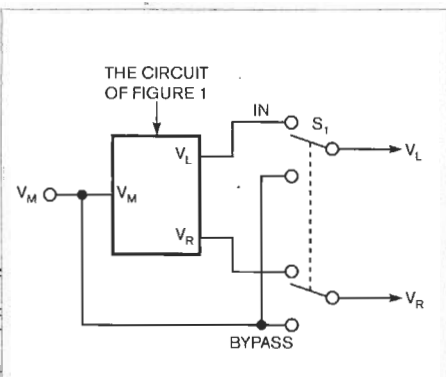 THE CIRCUIT
OF FIGURE 1
IN
S1
VL
VL
VM
VM
VR
VR
BYPASS